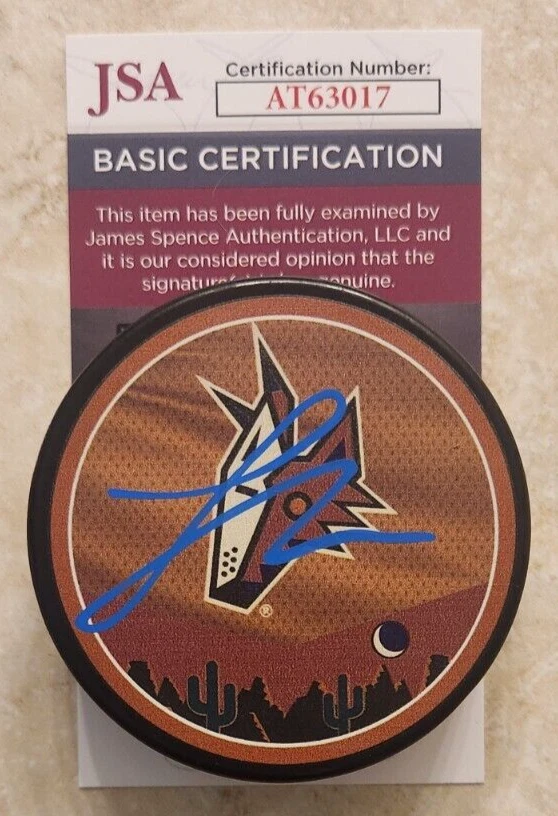 JSA
Certification Number:
AT63017
BASIC CERTIFICATION
This item has been fully examined by
James Spence Authentication, LLC and
it is our considered opinion that the
®